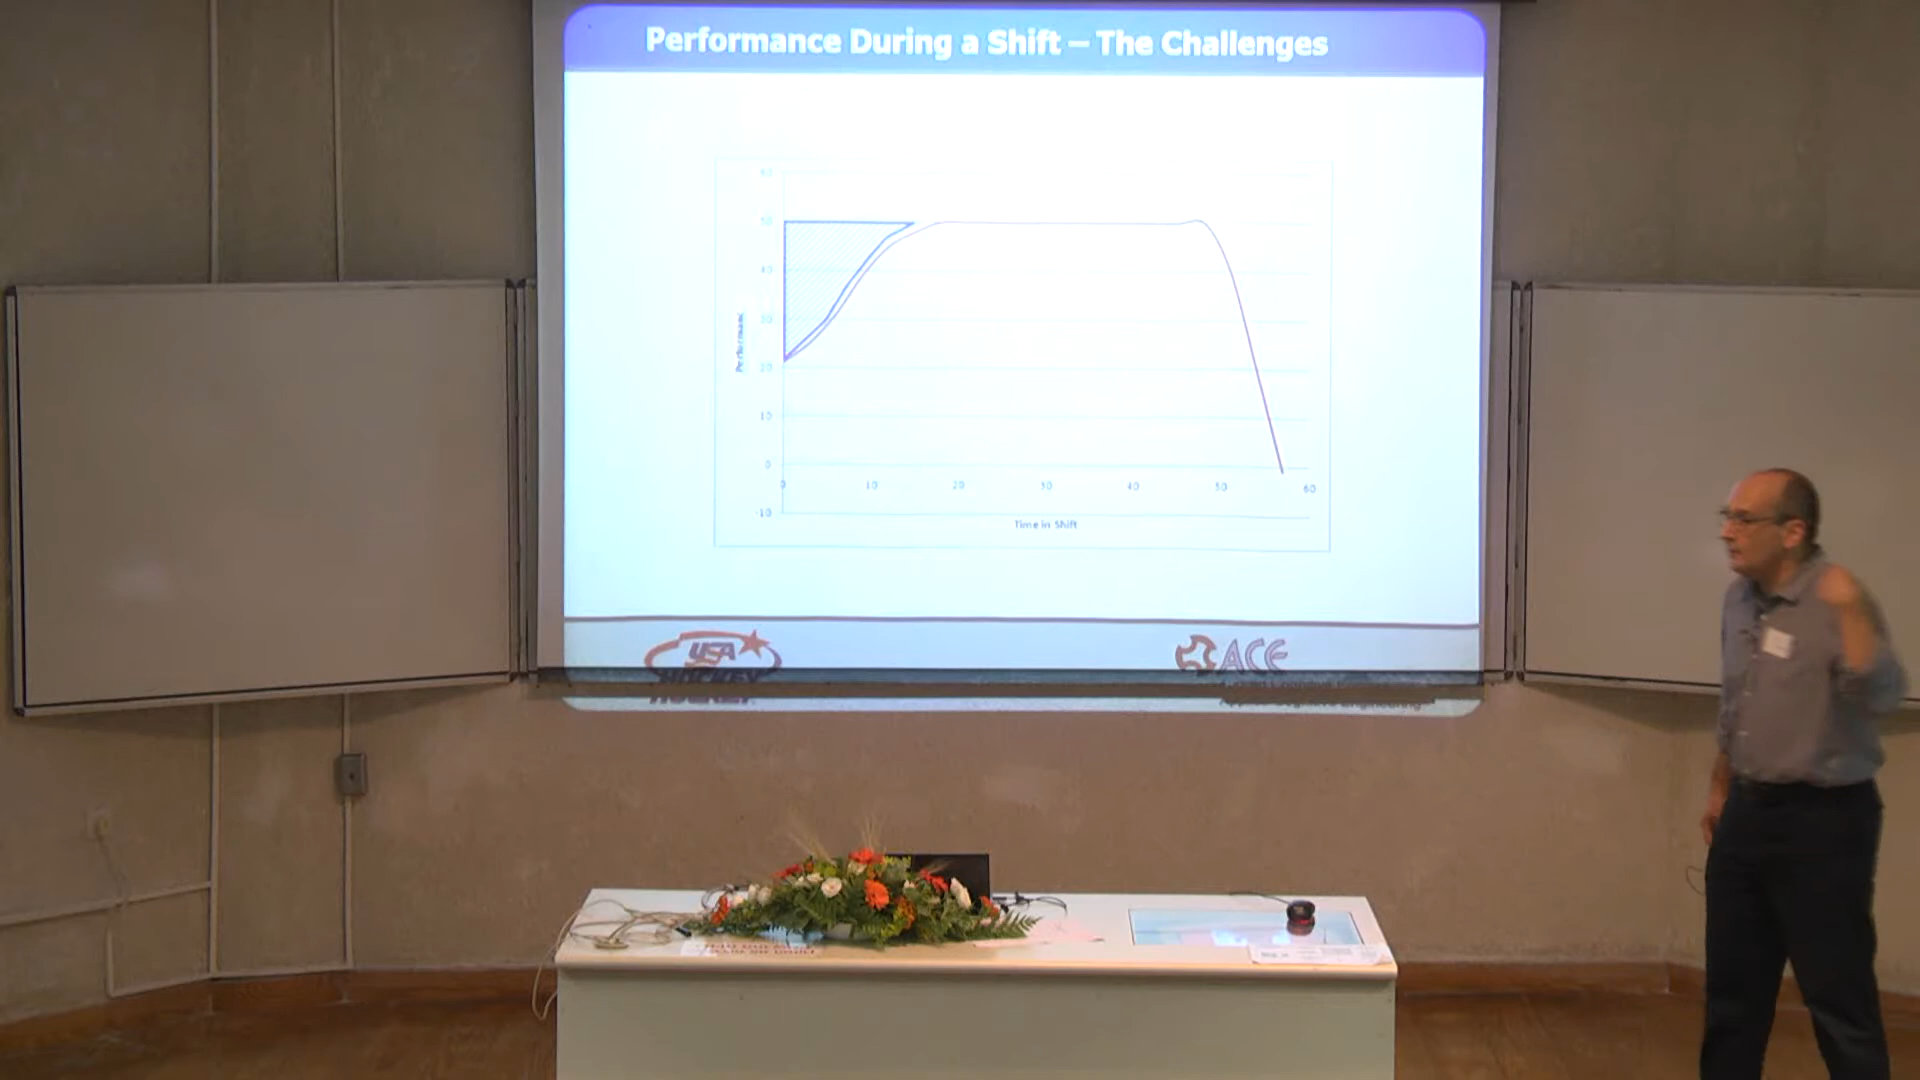 Performance During a Shift – The Challenges
60
50
40
30
20
10
0
-10
Performanc
0 10 20 30 40 50 60
Time in Shift
USA
HOCKEY
ACE